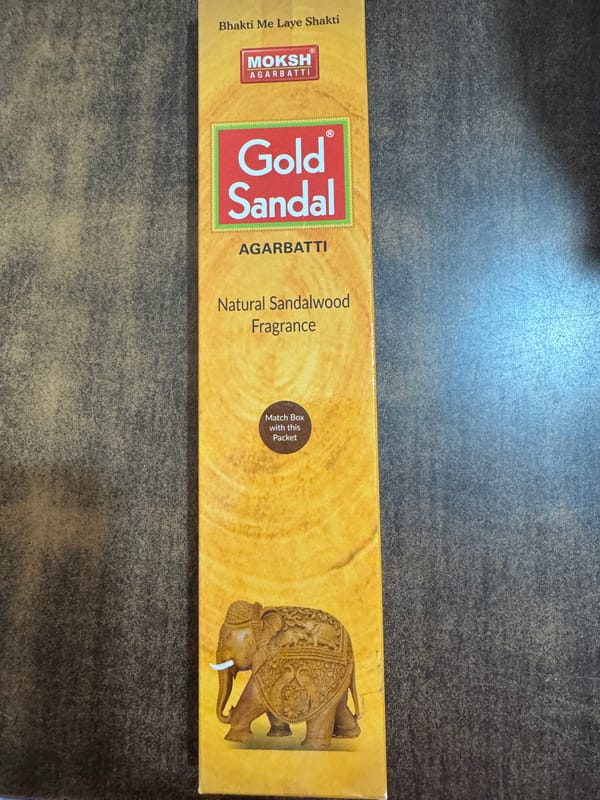 Bhakti Me Laye Shakti
MOKSH®
AGARBATTI
Gold®
Sandal
AGARBATTI
Natural Sandalwood
Fragrance
Match Box
with this
Packet